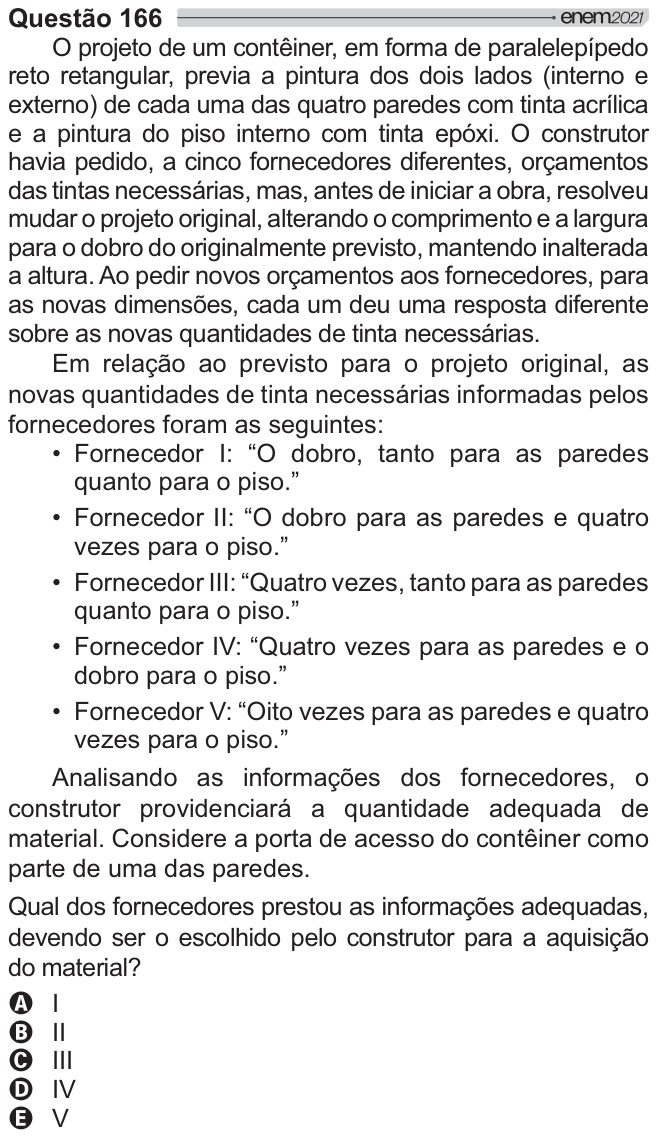 Questão 166 enem2021
O projeto de um contêiner, em forma de paralelepípedo
reto retangular, previa a pintura dos dois lados (interno e
externo) de cada uma das quatro paredes com tinta acrílica
e a pintura do piso interno com tinta epóxi. O construtor
havia pedido, a cinco fornecedores diferentes, orçamentos
das tintas necessárias, mas, antes de iniciar a obra, resolveu
mudar o projeto original, alterando o comprimento e a largura
para o dobro do originalmente previsto, mantendo inalterada
a altura. Ao pedir novos orçamentos aos fornecedores, para
as novas dimensões, cada um deu uma resposta diferente
sobre as novas quantidades de tinta necessárias.
Em relação ao previsto para o projeto original, as
novas quantidades de tinta necessárias informadas pelos
fornecedores foram as seguintes:
• Fornecedor I: “O dobro, tanto para as paredes
quanto para o piso.”
• Fornecedor II: “O dobro para as paredes e quatro
vezes para o piso.”
• Fornecedor III: “Quatro vezes, tanto para as paredes
quanto para o piso.”
• Fornecedor IV: “Quatro vezes para as paredes e o
dobro para o piso.”
• Fornecedor V: “Oito vezes para as paredes e quatro
vezes para o piso.”
Analisando as informações dos fornecedores, o
construtor providenciará a quantidade adequada de
material. Considere a porta de acesso do contêiner como
parte de uma das paredes.
Qual dos fornecedores prestou as informações adequadas,
devendo ser o escolhido pelo construtor para a aquisição
do material?
A I
B II
C III
D IV
E V